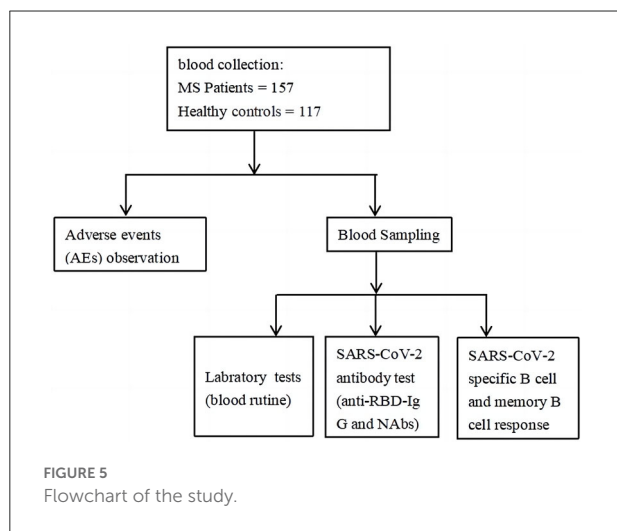 blood collection:
MS Patients = 157
Healthy controls = 117
Adverse events
(AEs) observation
Blood Sampling
Labratory tests
(blood rutine)
SARS-CoV-2
antibody test
(anti-RBD-Ig
G and NAbs)
SARS-CoV-2
specific B cell
and memory B
cell response
FIGURE 5
Flowchart of the study.